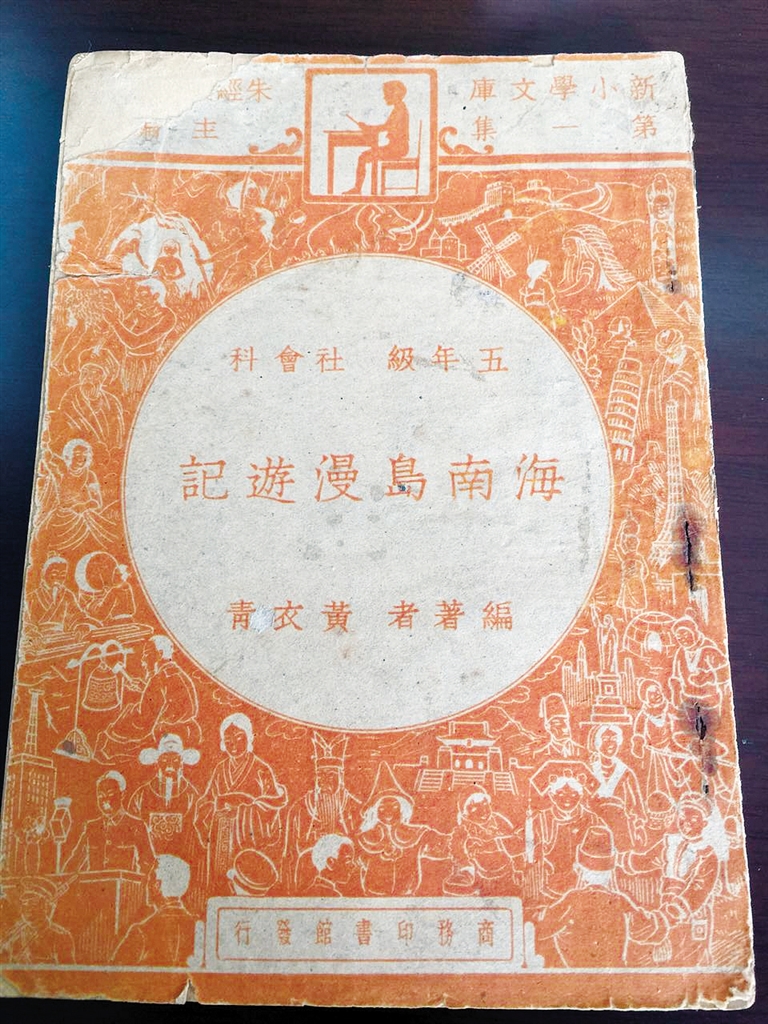 新小學文庫
第一集
朱經
主編
五年級 社會科
海南島漫遊記
編著者 黃衣青
商務印書館發行